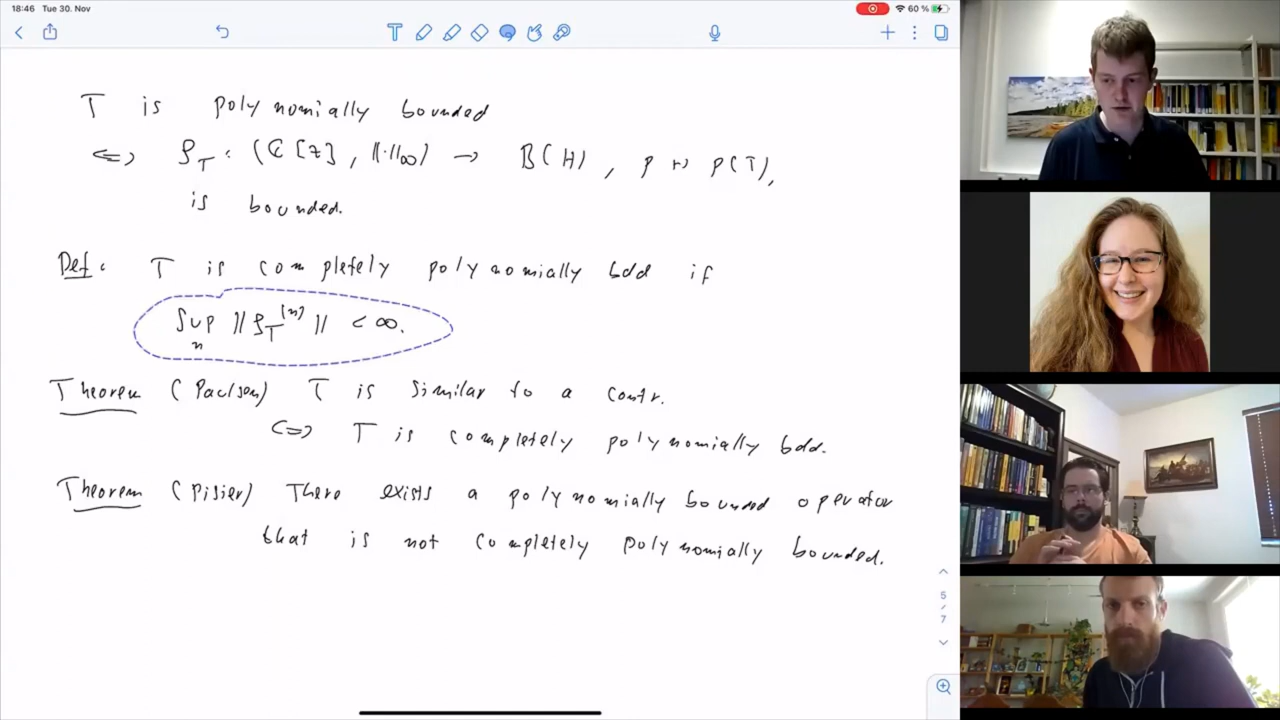 18:46 Tue 30. Nov
60 %
T is polynomially bounded
⟺ ρ_T : (ℂ[z], ||·||∞) → B(H), p ↦ p(T),
is bounded.
Def: T is completely polynomially bdd if
sup_n ||ρ_T^(n)|| < ∞.
Theorem (Paulsen) T is similar to a contr.
⟺ T is completely polynomially bdd.
Theorem (Pisier) There exists a polynomially bounded operator
that is not completely polynomially bounded.
5
/
7